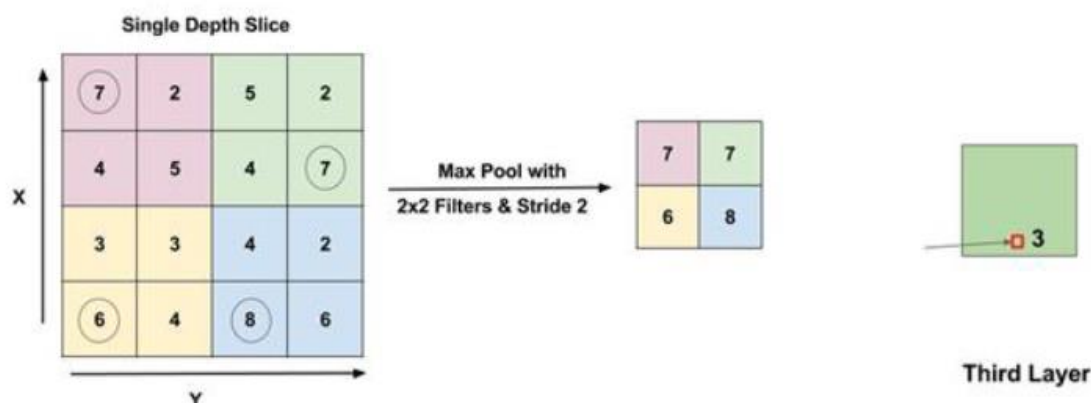 Single Depth Slice
7 2 5 2
4 5 4 7
3 3 4 2
6 4 8 6
X
Y
Max Pool with
2x2 Filters & Stride 2
7 7
6 8
3
Third Layer